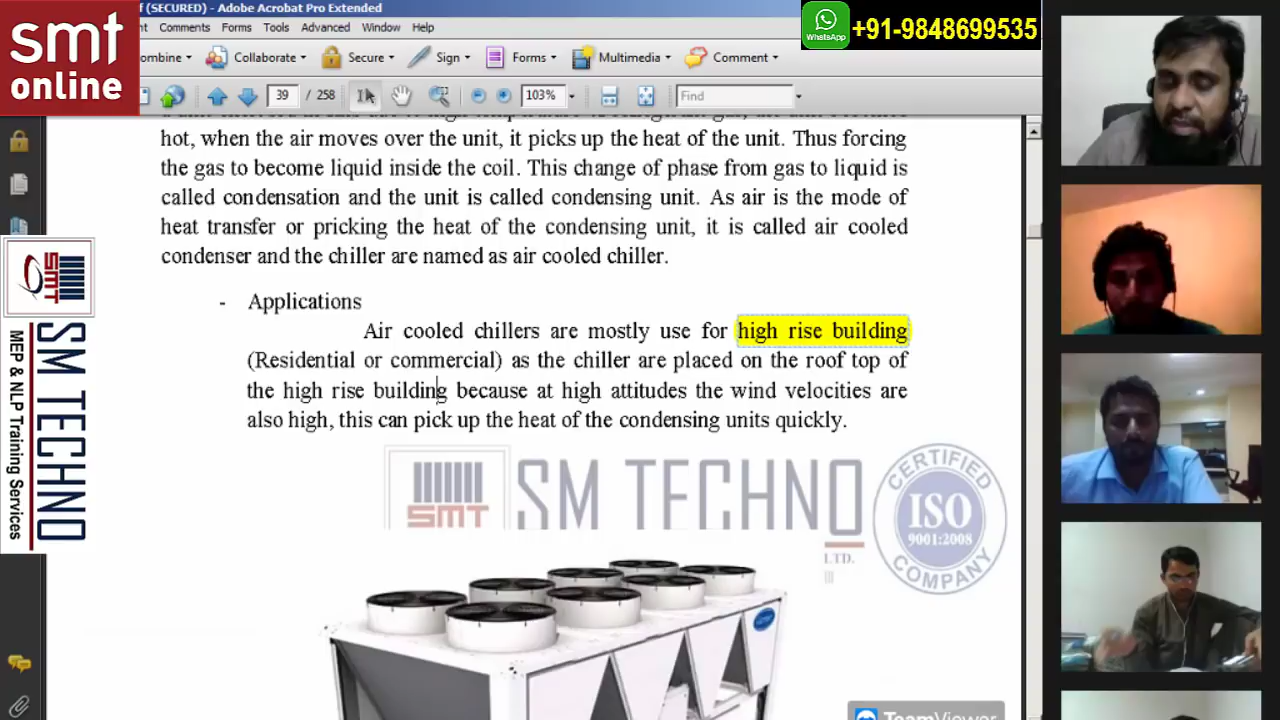 f (SECURED) - Adobe Acrobat Pro Extended
Comments Forms Tools Advanced Window Help
ombine Collaborate Secure Sign Forms Multimedia Comment
39 / 258 103% Find
smt
online
WhatsApp
+91-9848699535
hot, when the air moves over the unit, it picks up the heat of the unit. Thus forcing
the gas to become liquid inside the coil. This change of phase from gas to liquid is
called condensation and the unit is called condensing unit. As air is the mode of
heat transfer or pricking the heat of the condensing unit, it is called air cooled
condenser and the chiller are named as air cooled chiller.
- Applications
Air cooled chillers are mostly use for high rise building
(Residential or commercial) as the chiller are placed on the roof top of
the high rise building because at high attitudes the wind velocities are
also high, this can pick up the heat of the condensing units quickly.
SMT
SM TECHNO
MEP & NLP Training Services
SMT
SM TECHNO
LTD.
CERTIFIED
ISO
9001:2008
COMPANY
TeamViewer